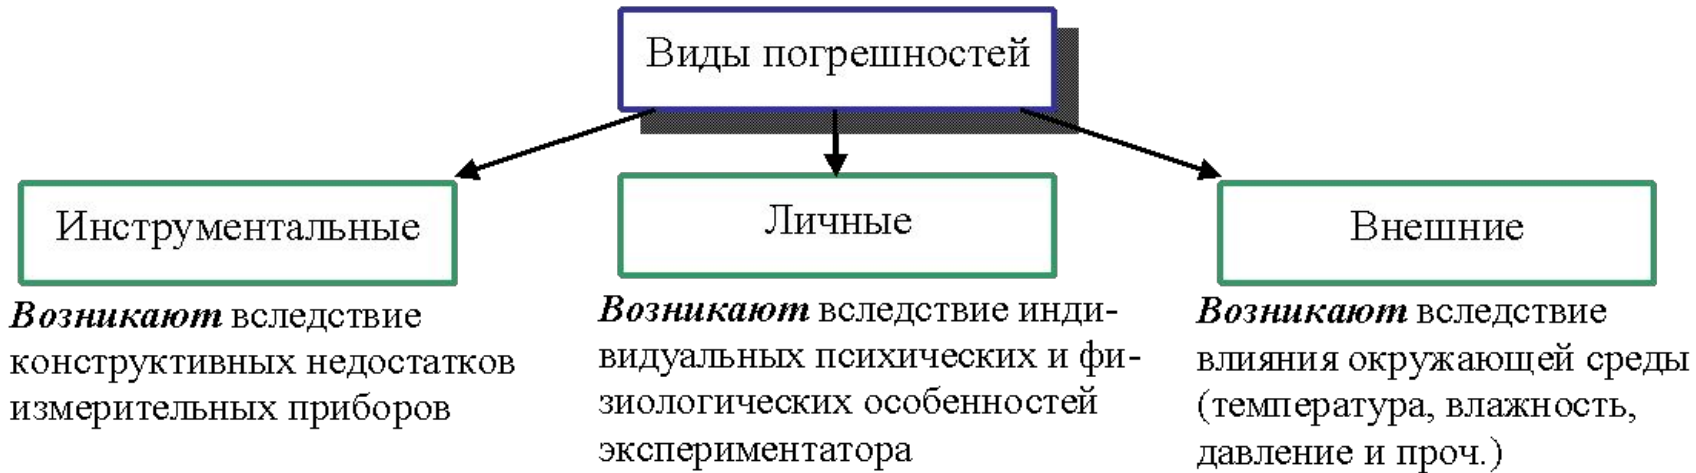 Виды погрешностей
Инструментальные
Возникают вследствие
конструктивных недостатков
измерительных приборов
Личные
Возникают вследствие инди-
видуальных психических и фи-
зиологических особенностей
экспериментатора
Внешние
Возникают вследствие
влияния окружающей среды
(температура, влажность,
давление и проч.)